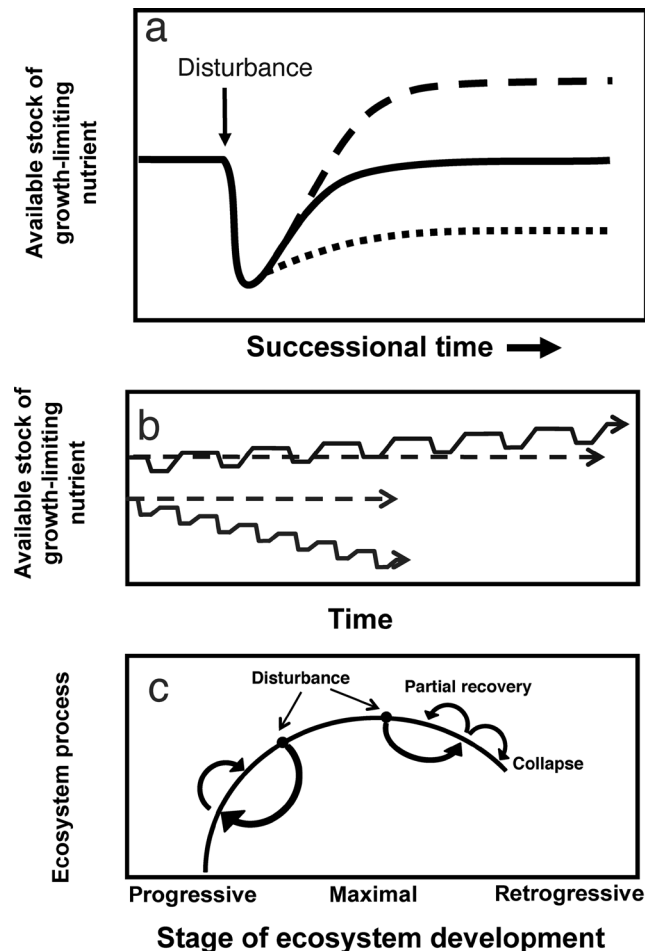 a
Disturbance
Available stock of
growth-limiting
nutrient
Successional time
b
Available stock of
growth-limiting
nutrient
Time
c
Disturbance
Partial recovery
Collapse
Ecosystem process
Progressive Maximal Retrogressive
Stage of ecosystem development